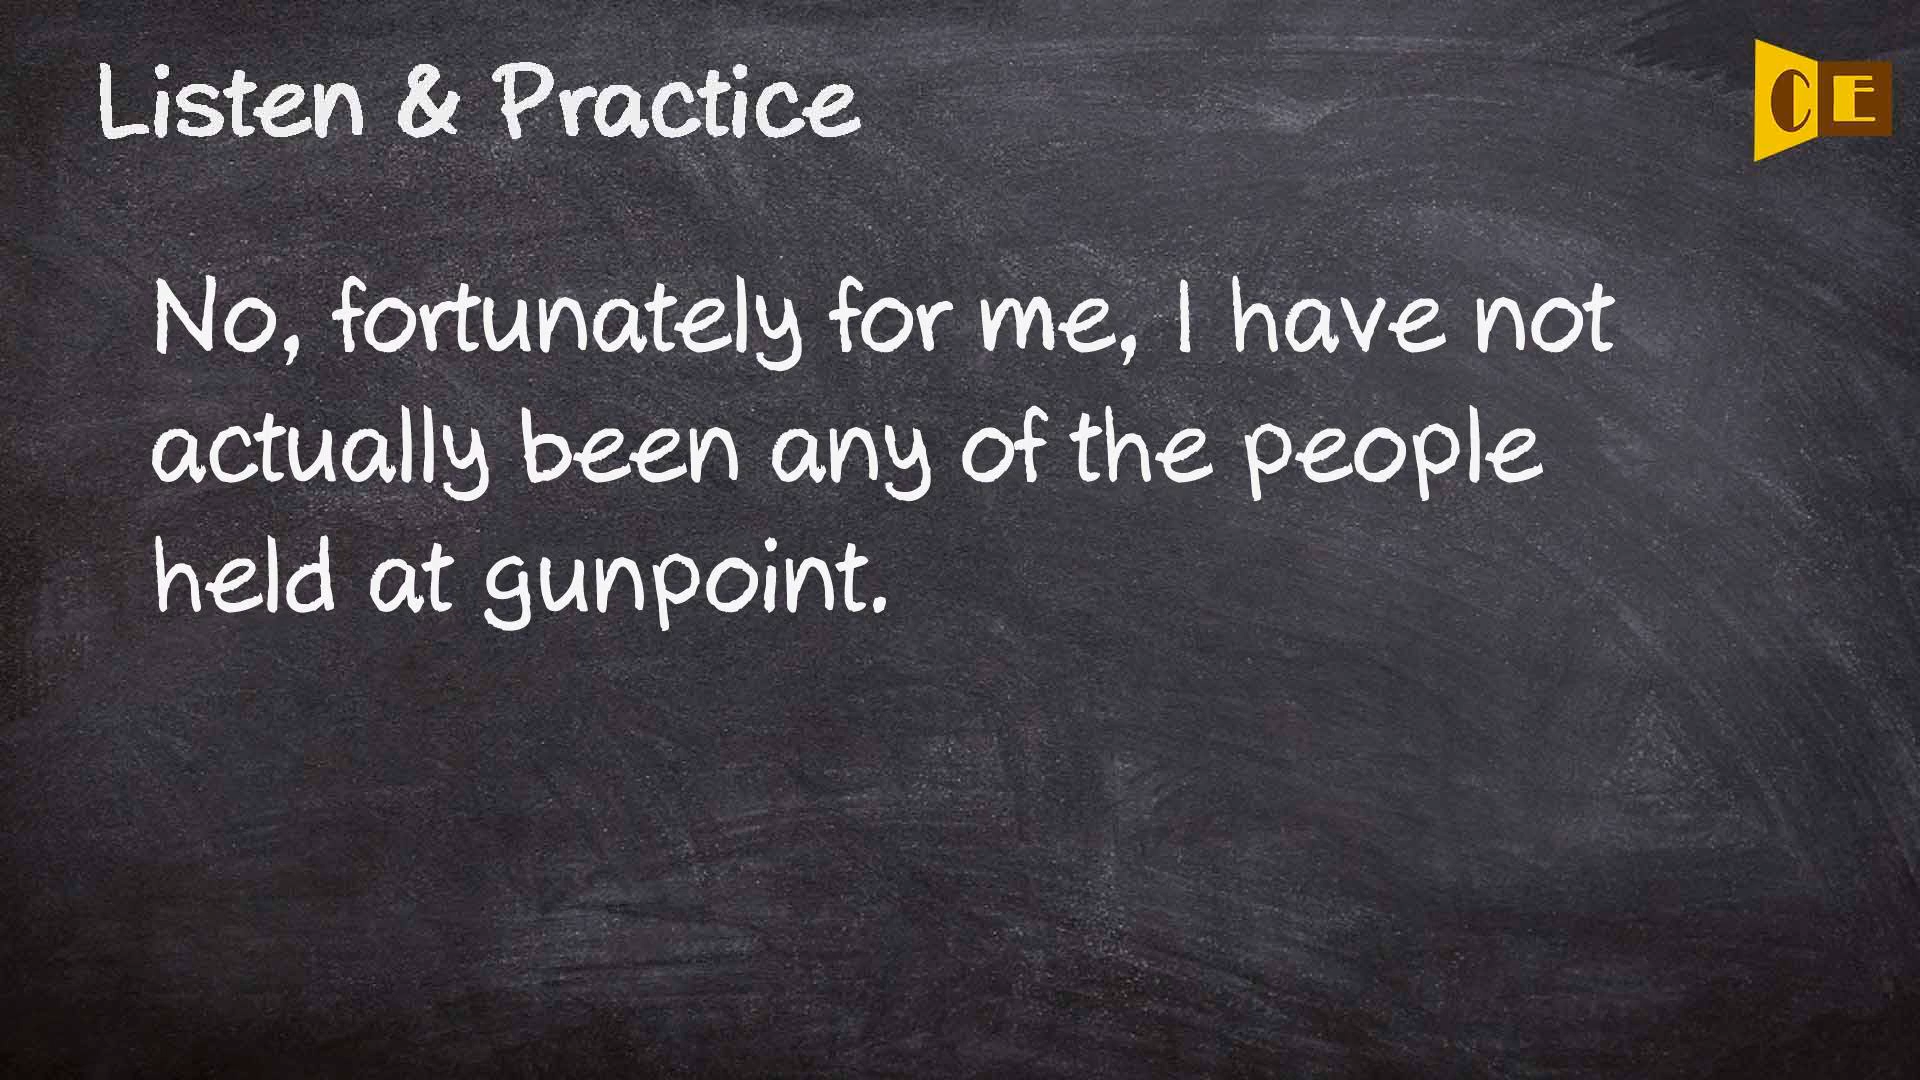 Listen & Practice
CE
No, fortunately for me, I have not
actually been any of the people
held at gunpoint.